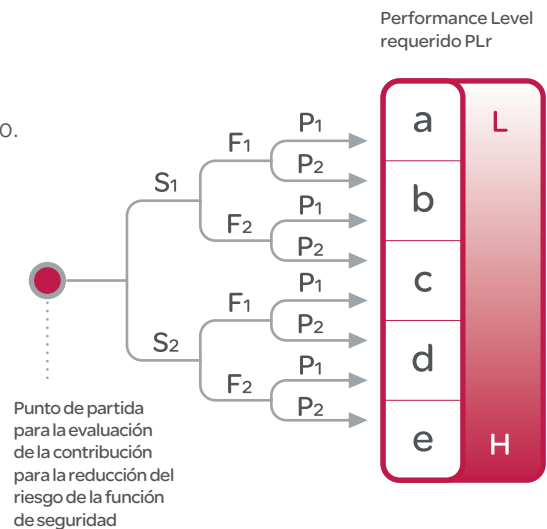 Performance Level
requerido PLr
o.
S1
F1
P1
P2
F2
P1
P2
S2
F1
P1
P2
F2
P1
P2
a
b
c
d
e
L
H
Punto de partida
para la evaluación
de la contribución
para la reducción del
riesgo de la función
de seguridad